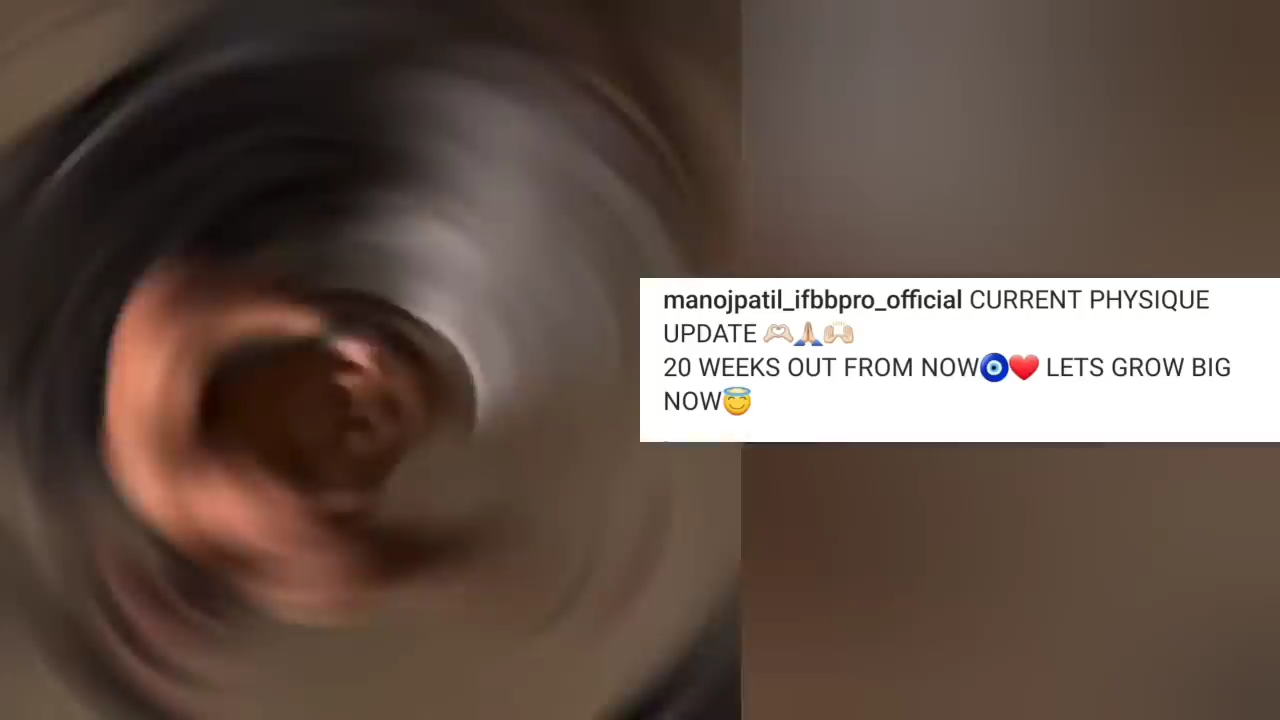 manojpatil_ifbbpro_official CURRENT PHYSIQUE
UPDATE 🫶🏻🙏🏻🙌🏻
20 WEEKS OUT FROM NOW🧿❤️ LETS GROW BIG
NOW😇